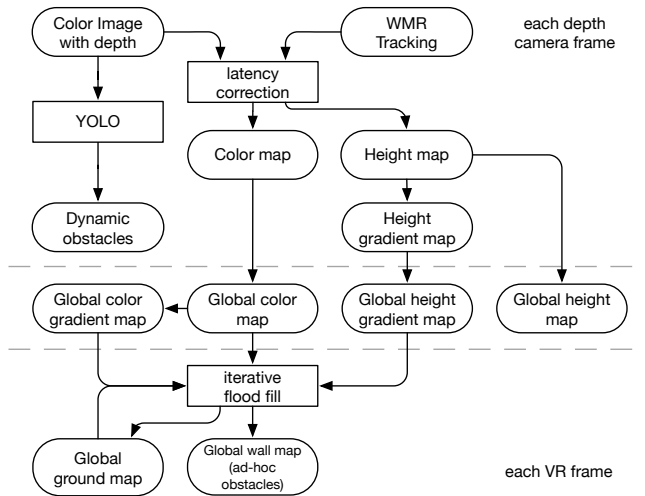 Color Image
with depth
WMR
Tracking
each depth
camera frame
latency
correction
YOLO
Color map
Height map
Dynamic
obstacles
Height
gradient map
Global color
gradient map
Global color
map
Global height
gradient map
Global height
map
iterative
flood fill
Global
ground map
Global wall map
(ad-hoc
obstacles)
each VR frame